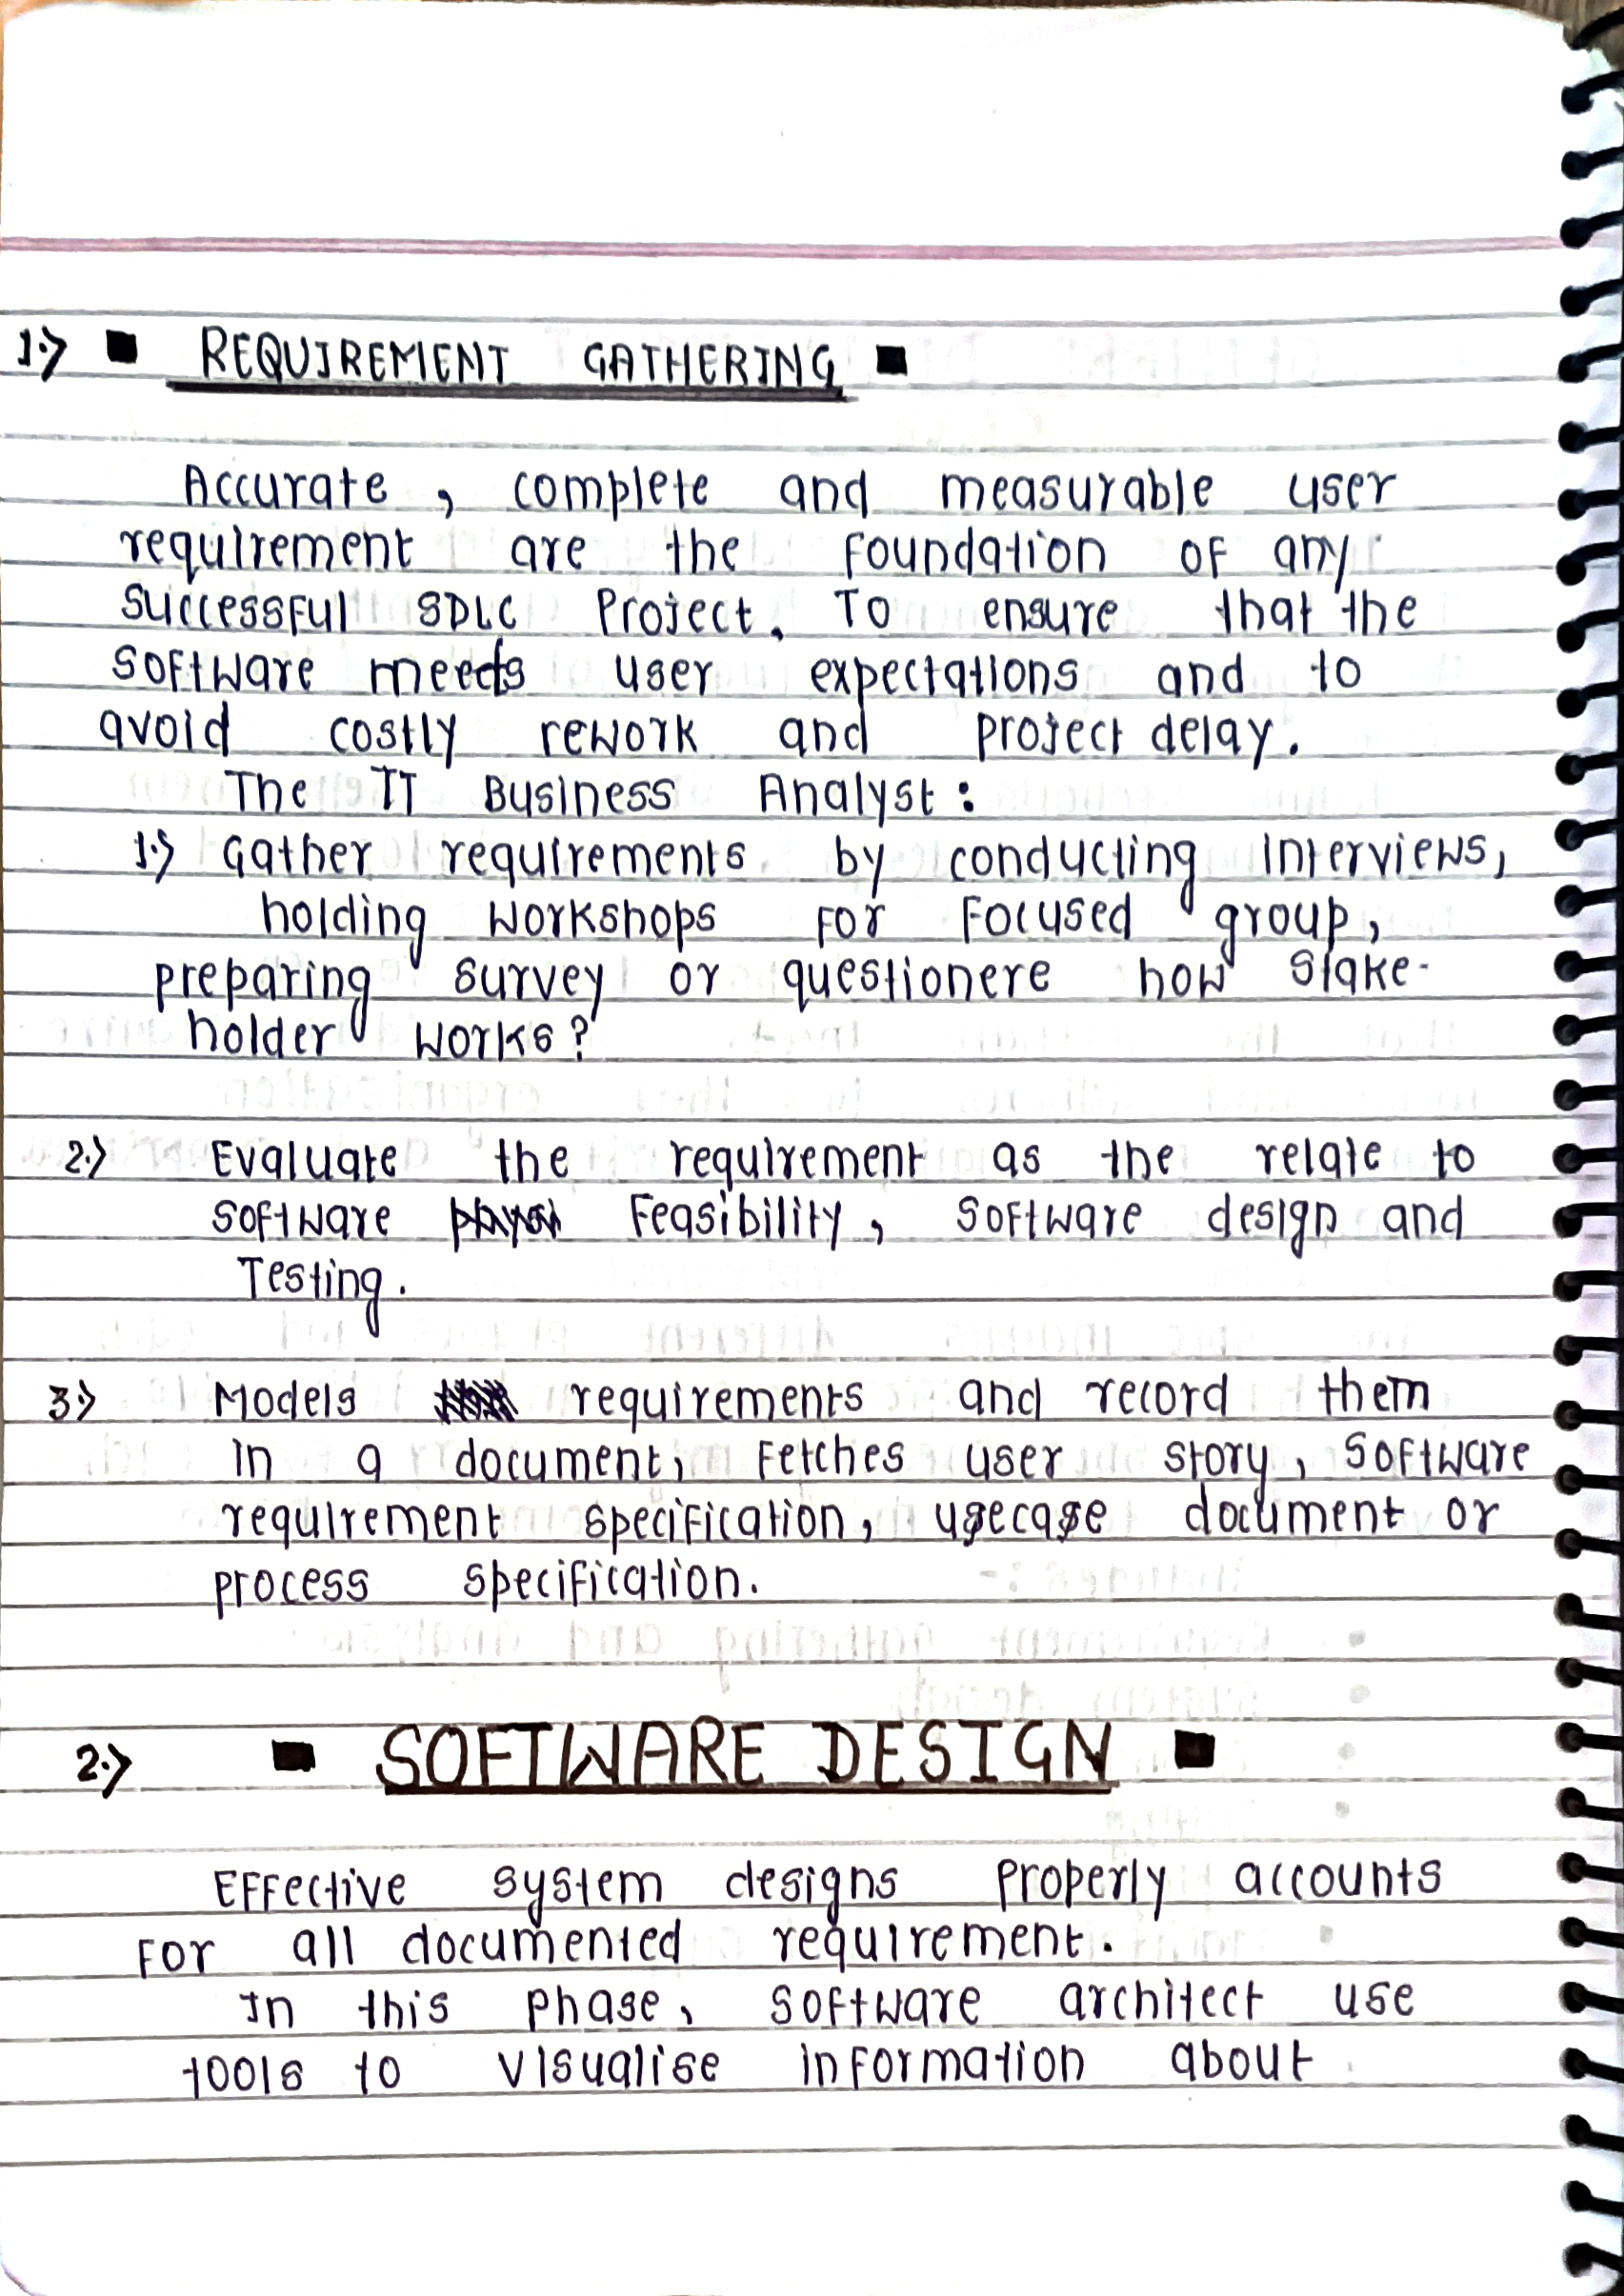 1.) ■ REQUIREMENT GATHERING ■
Accurate, complete and measurable user
requirement are the foundation of any
successful SDLC Project. To ensure that the
software meets user expectations and to
avoid costly rework and project delay.
The IT Business Analyst:
1.) Gather requirements by conducting interviews,
holding workshops for focused group,
preparing survey or questionere how stake-
holder works?
2.) Evaluate the requirement as the relate to
software feasibility, software design and
Testing.
3.) Models requirements and record them
in a document, fetches user story, software
requirement specification, usecase document or
process specification.
2.) ■ SOFTWARE DESIGN ■
Effective system designs properly accounts
for all documented requirement.
In this phase, software architect use
tools to visualise information about